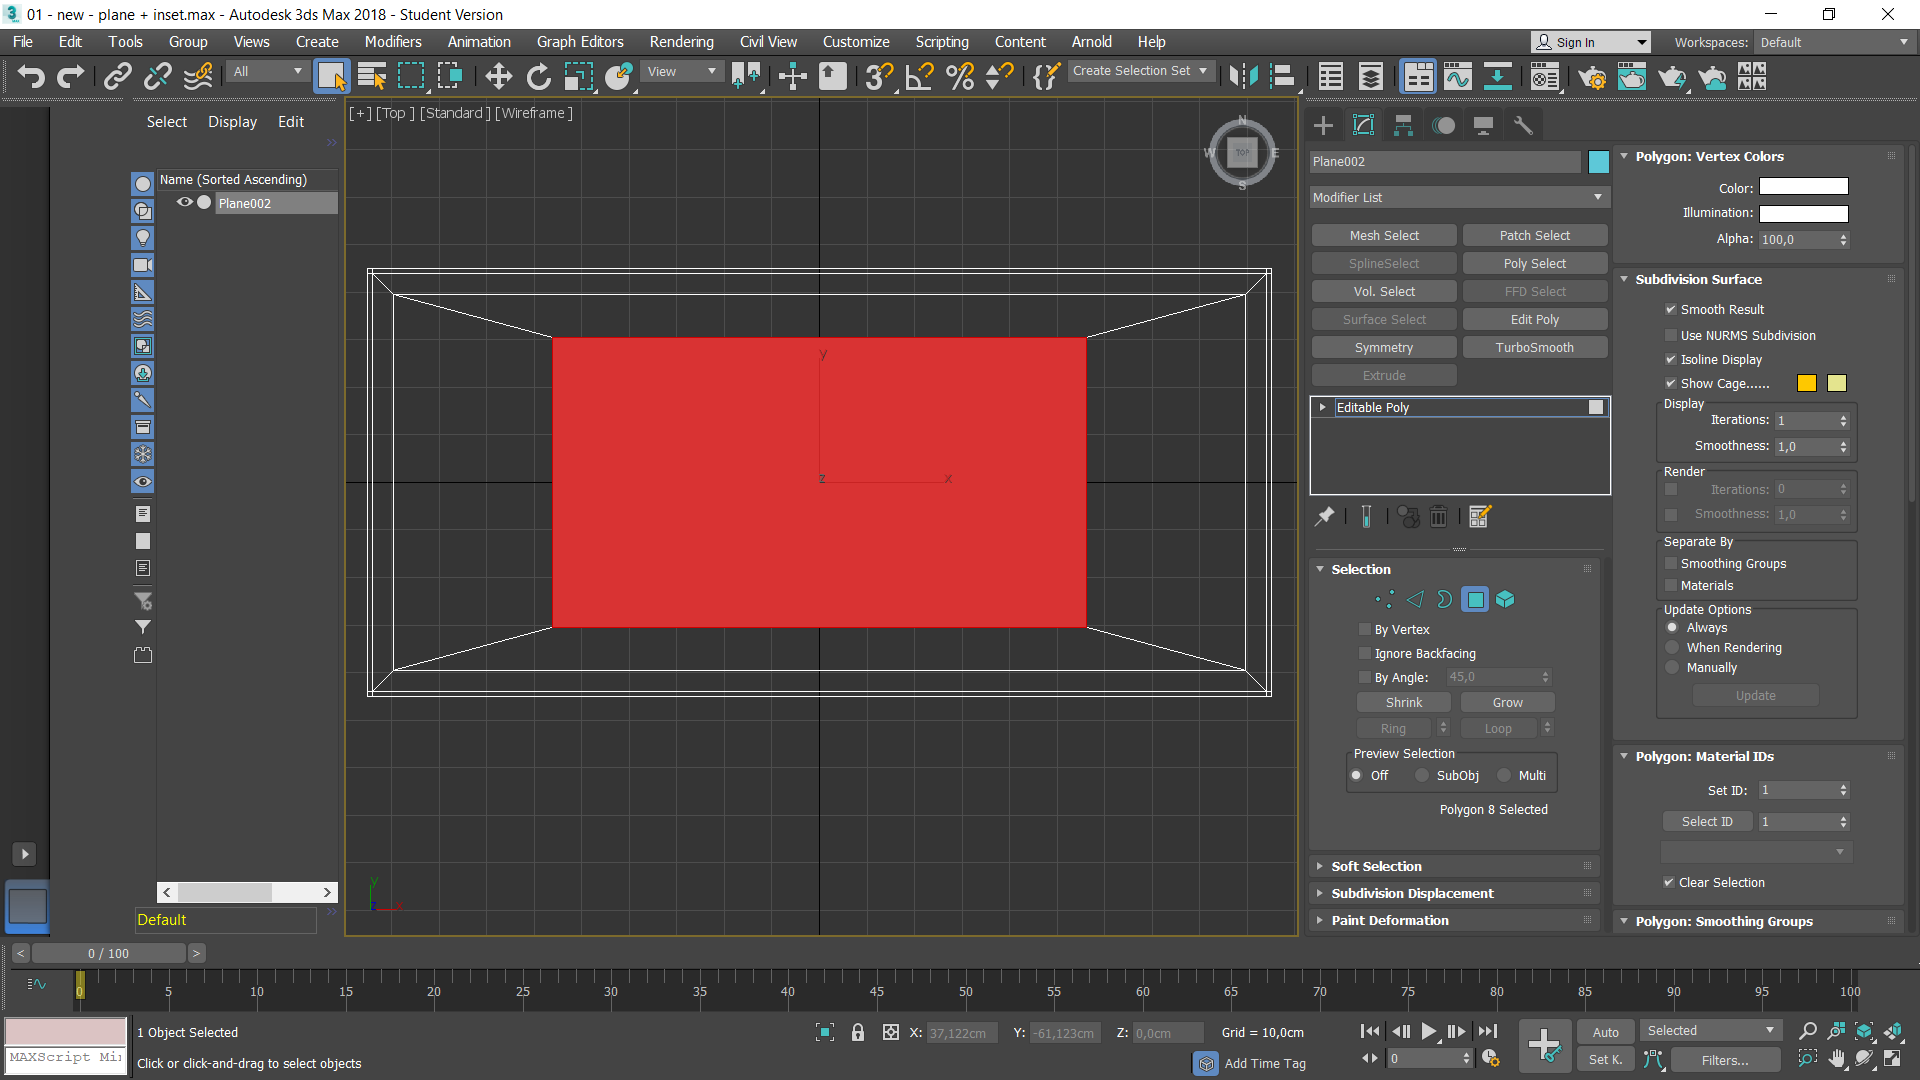 01 - new - plane + inset.max - Autodesk 3ds Max 2018 - Student Version
File Edit Tools Group Views Create Modifiers Animation Graph Editors Rendering Civil View Customize Scripting Content Arnold Help
Sign In Workspaces: Default
All View Create Selection Set
Select Display Edit
Name (Sorted Ascending)
Plane002
Default
[+] [Top ] [Standard ] [Wireframe ]
N
W TOP E
S
y
z x
y
z x
Plane002
Modifier List
Mesh Select Patch Select
SplineSelect Poly Select
Vol. Select FFD Select
Surface Select Edit Poly
Symmetry TurboSmooth
Extrude
Editable Poly
Selection
By Vertex
Ignore Backfacing
By Angle: 45,0
Shrink Grow
Ring Loop
Preview Selection
Off SubObj Multi
Polygon 8 Selected
Soft Selection
Subdivision Displacement
Paint Deformation
Polygon: Vertex Colors
Color:
Illumination:
Alpha: 100,0
Subdivision Surface
Smooth Result
Use NURMS Subdivision
Isoline Display
Show Cage......
Display
Iterations: 1
Smoothness: 1,0
Render
Iterations: 0
Smoothness: 1,0
Separate By
Smoothing Groups
Materials
Update Options
Always
When Rendering
Manually
Update
Polygon: Material IDs
Set ID: 1
Select ID 1
Clear Selection
Polygon: Smoothing Groups
< 0 / 100 >
0 5 10 15 20 25 30 35 40 45 50 55 60 65 70 75 80 85 90 95 100
1 Object Selected X: 37,122cm Y: -61,123cm Z: 0,0cm Grid = 10,0cm Auto Selected
MAXScript Mi
Click or click-and-drag to select objects Add Time Tag 0 Set K. Filters...